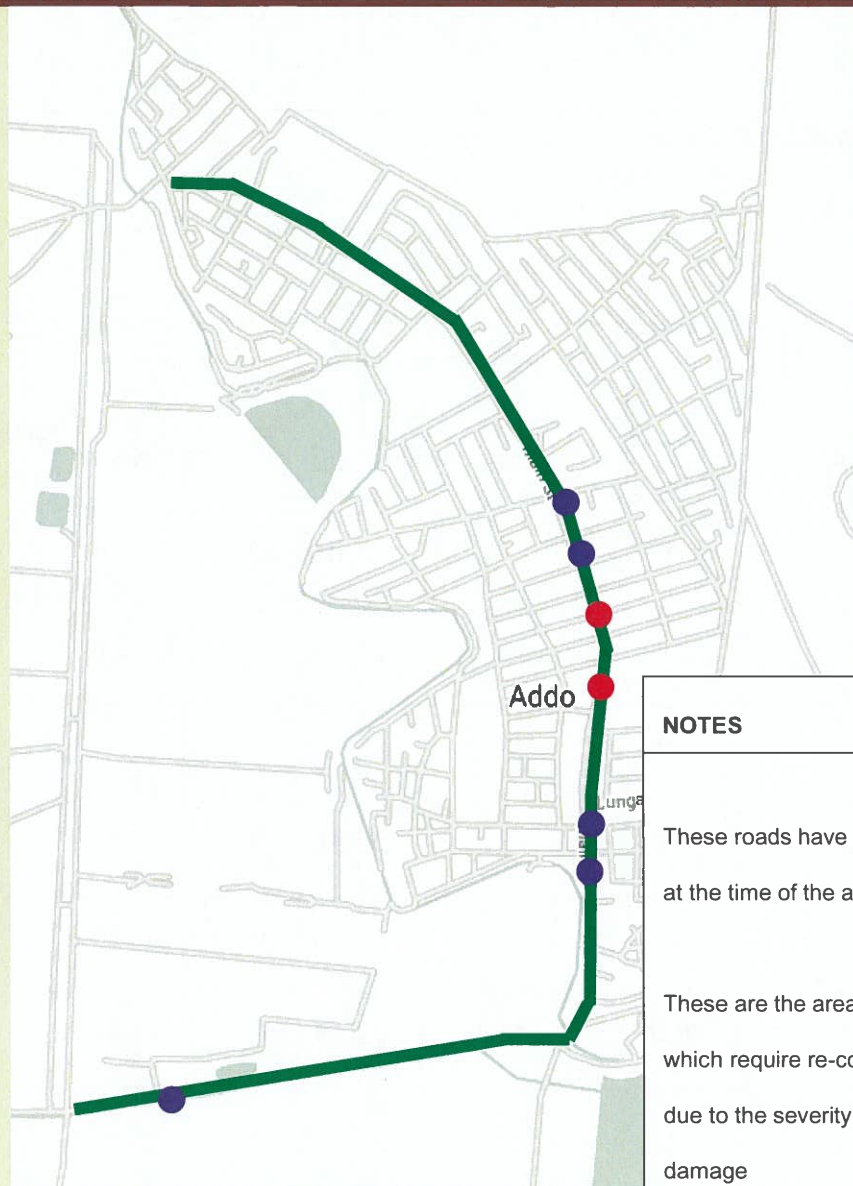 Addo
NOTES
These roads have
at the time of the a
These are the area
which require re-co
due to the severity
damage